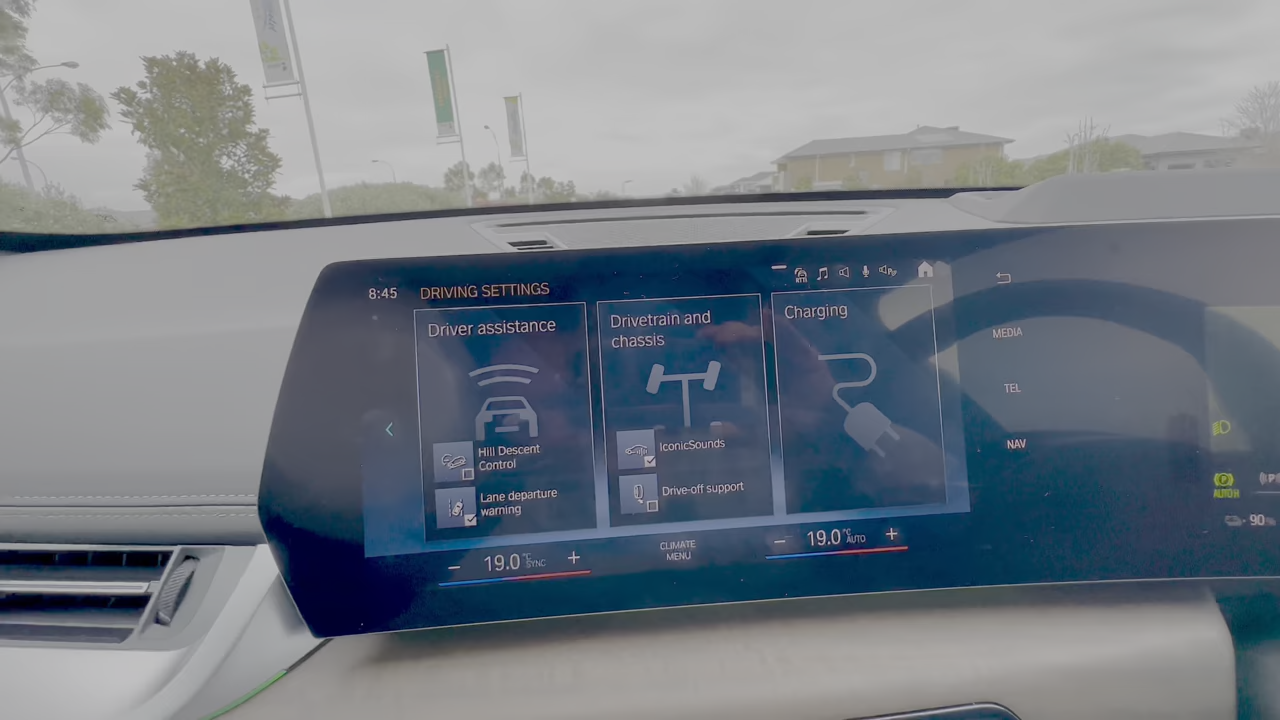 8:45
DRIVING SETTINGS
Driver assistance
Hill Descent
Control
Lane departure
warning
Drivetrain and
chassis
IconicSounds
Drive-off support
Charging
MEDIA
TEL
NAV
− 19.0 °C SYNC +
CLIMATE
MENU
− 19.0 °C AUTO +
P
AUTO H
90